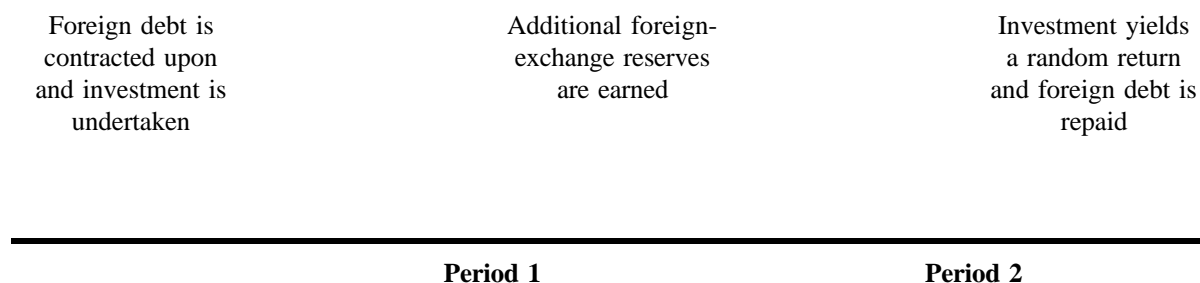 Foreign debt is
contracted upon
and investment is
undertaken
Additional foreign-
exchange reserves
are earned
Investment yields
a random return
and foreign debt is
repaid
Period 1
Period 2